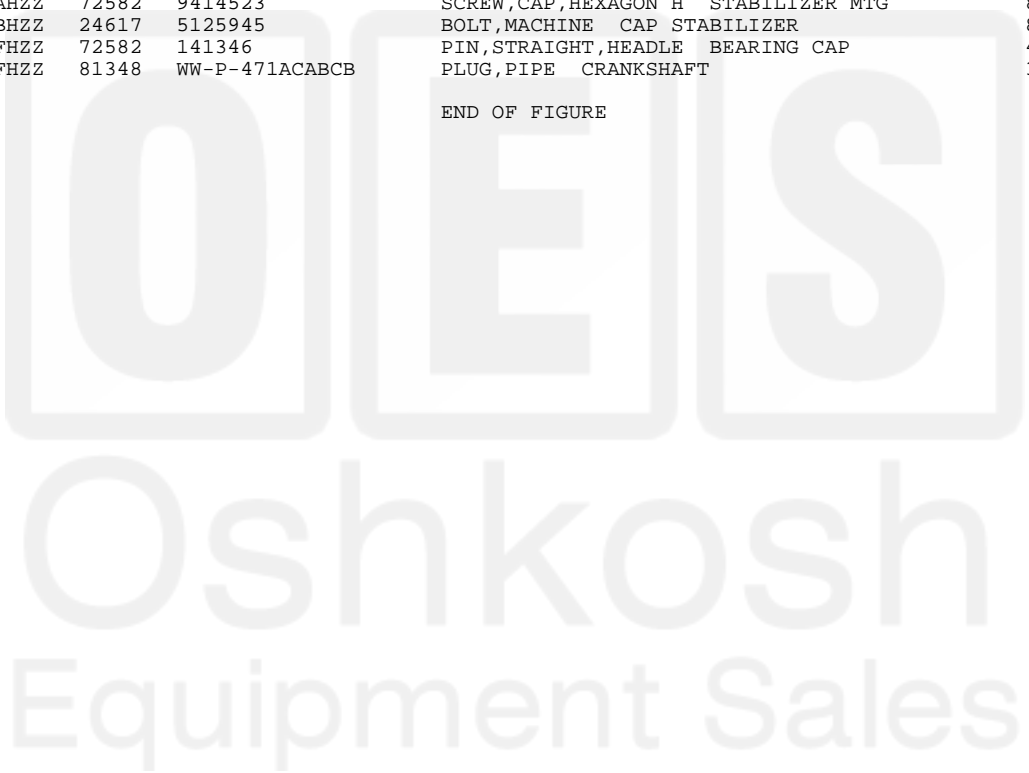 AHZZ 72582 9414523 SCREW,CAP,HEXAGON H STABILIZER MTG
BHZZ 24617 5125945 BOLT,MACHINE CAP STABILIZER
FHZZ 72582 141346 PIN,STRAIGHT,HEADLE BEARING CAP
FHZZ 81348 WW-P-471ACABCB PLUG,PIPE CRANKSHAFT
END OF FIGURE
OES
Oshkosh
Equipment Sales